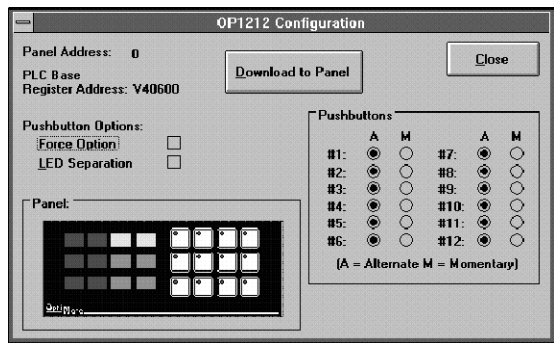 OP1212 Configuration
Panel Address: 0
PLC Base
Register Address: V40600
Download to Panel
Close
Pushbutton Options:
Force Option
LED Separation
Pushbuttons
A M A M
#1: #7:
#2: #8:
#3: #9:
#4: #10:
#5: #11:
#6: #12:
(A = Alternate M = Momentary)
Panel:
OptiMate